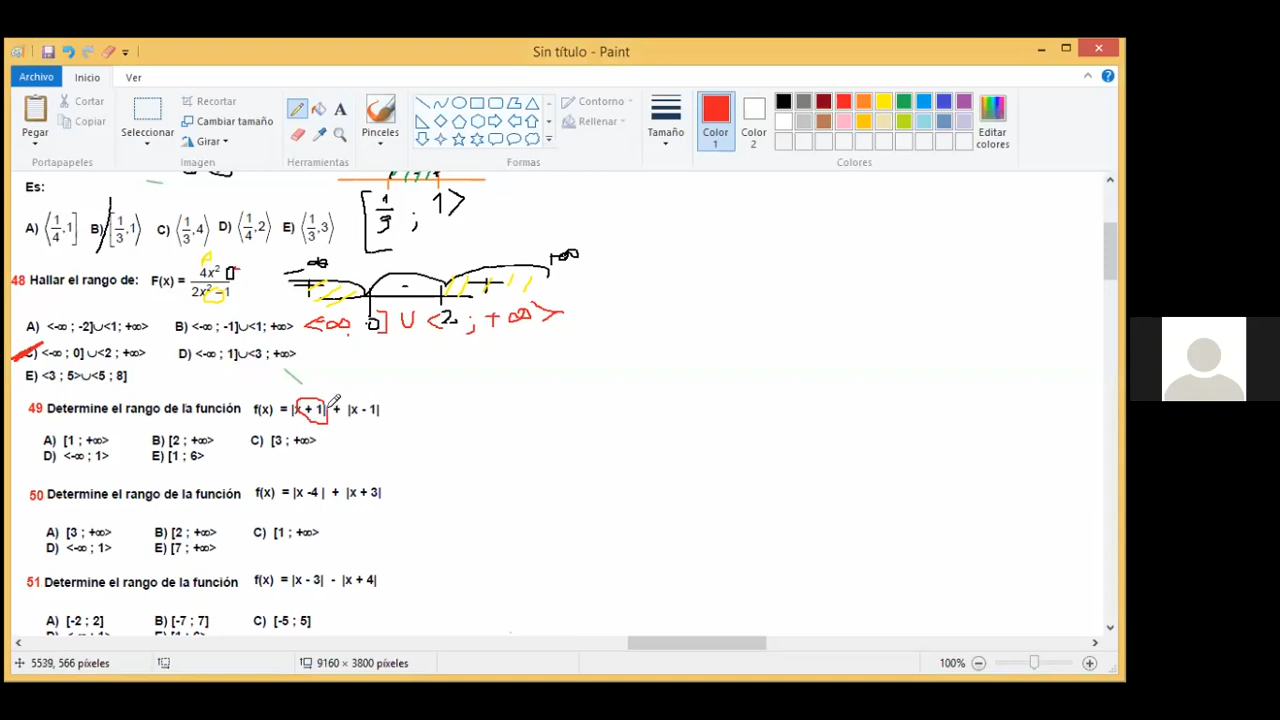 Sin título - Paint
Archivo Inicio Ver
Pegar
Cortar
Copiar
Portapapeles
Seleccionar
Recortar
Cambiar tamaño
Girar
Imagen
A
Herramientas
Pinceles
Contorno
Rellenar
Formas
Tamaño
Color 1
Color 2
Editar colores
Colores
Es:
A) ⟨1/4,1] B) [1/3,1⟩ C) ⟨1/3,4⟩ D) ⟨1/4,2⟩ E) ⟨1/3,3⟩
[1/9 ; 1>
48 Hallar el rango de: F(x) = 4x² / 2x² - 1
-∞ + - + +∞
A) <-∞ ; -2]∪<1; +∞> B) <-∞ ; -1]∪<1; +∞>
<∞ . 0] ∪ <2 ; +∞>
C) <-∞ ; 0] ∪<2 ; +∞> D) <-∞ ; 1]∪<3 ; +∞>
E) <3 ; 5>∪<5 ; 8]
49 Determine el rango de la función f(x) = |x + 1| + |x - 1|
A) [1 ; +∞> B) [2 ; +∞> C) [3 ; +∞>
D) <-∞ ; 1> E) [1 ; 6>
50 Determine el rango de la función f(x) = |x -4 | + |x + 3|
A) [3 ; +∞> B) [2 ; +∞> C) [1 ; +∞>
D) <-∞ ; 1> E) [7 ; +∞>
51 Determine el rango de la función f(x) = |x - 3| - |x + 4|
A) [-2 ; 2] B) [-7 ; 7] C) [-5 ; 5]
5539, 566 píxeles 9160 × 3800 píxeles 100%